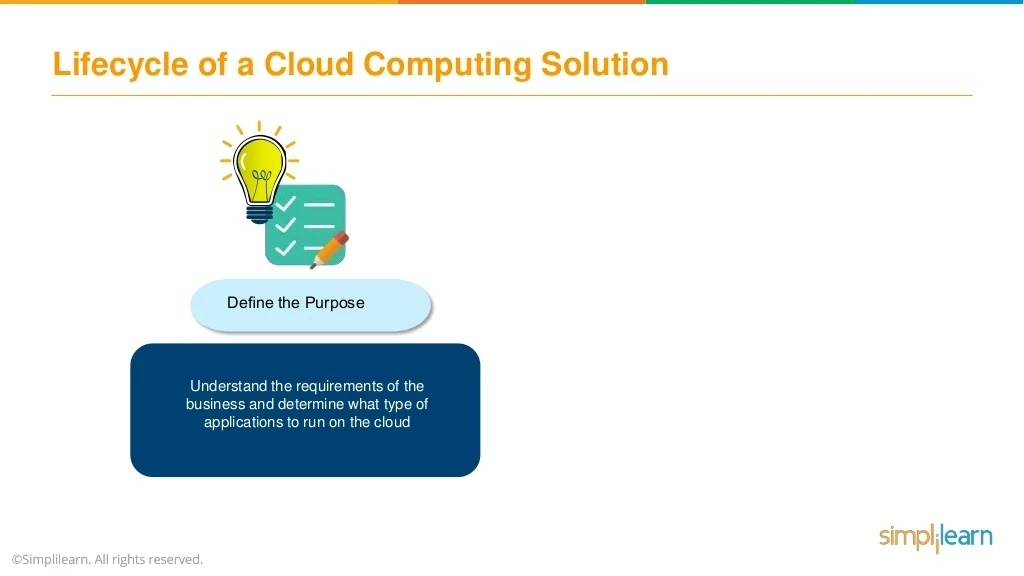 Lifecycle of a Cloud Computing Solution
Define the Purpose
Understand the requirements of the
business and determine what type of
applications to run on the cloud
simplilearn
©Simplilearn. All rights reserved.